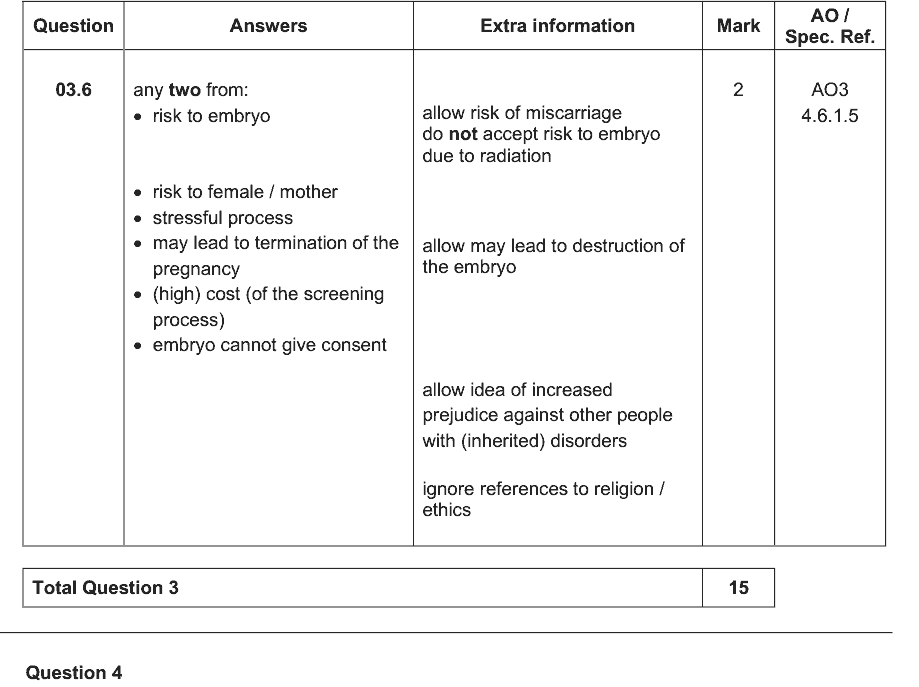 Question Answers Extra information Mark AO /
Spec. Ref.
03.6 any two from: 2 AO3
• risk to embryo allow risk of miscarriage 4.6.1.5
do not accept risk to embryo
due to radiation
• risk to female / mother
• stressful process
• may lead to termination of the allow may lead to destruction of
pregnancy the embryo
• (high) cost (of the screening
process)
• embryo cannot give consent
allow idea of increased
prejudice against other people
with (inherited) disorders
ignore references to religion /
ethics
Total Question 3 15
Question 4